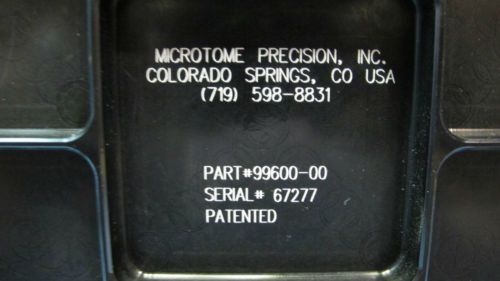 MICROTOME PRECISION, INC.
COLORADO SPRINGS, CO USA
(719) 598-8831
PART#99600-00
SERIAL# 67277
PATENTED